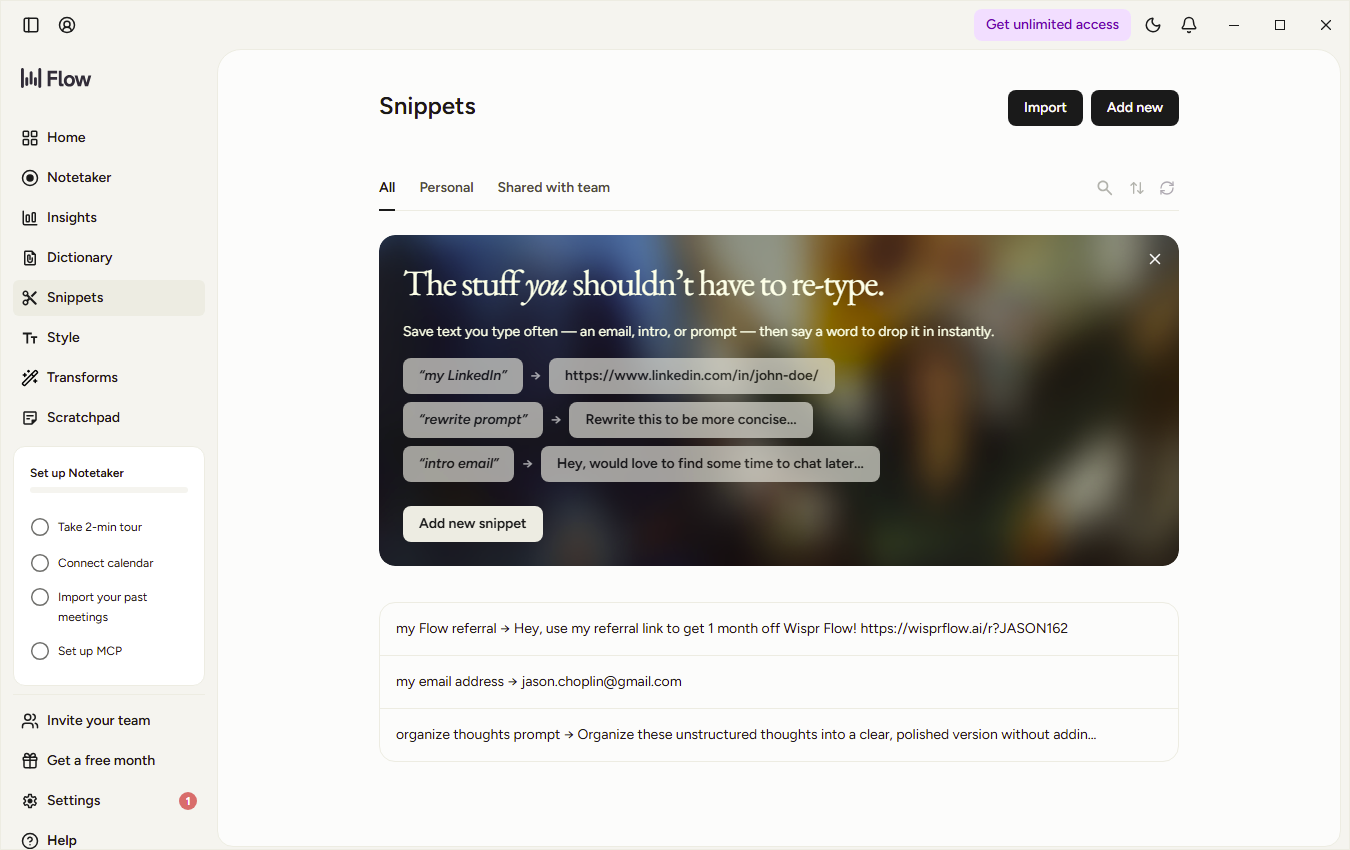 Get unlimited access
Flow
Home
Notetaker
Insights
Dictionary
Snippets
Style
Transforms
Scratchpad
Set up Notetaker
Take 2-min tour
Connect calendar
Import your past
meetings
Set up MCP
Invite your team
Get a free month
Settings 1
Help
Snippets
Import
Add new
All Personal Shared with team
The stuff you shouldn’t have to re-type.
Save text you type often — an email, intro, or prompt — then say a word to drop it in instantly.
“my LinkedIn” → https://www.linkedin.com/in/john-doe/
“rewrite prompt” → Rewrite this to be more concise...
“intro email” → Hey, would love to find some time to chat later...
Add new snippet
my Flow referral → Hey, use my referral link to get 1 month off Wispr Flow! https://wisprflow.ai/r?JASON162
my email address → jason.choplin@gmail.com
organize thoughts prompt → Organize these unstructured thoughts into a clear, polished version without addin...